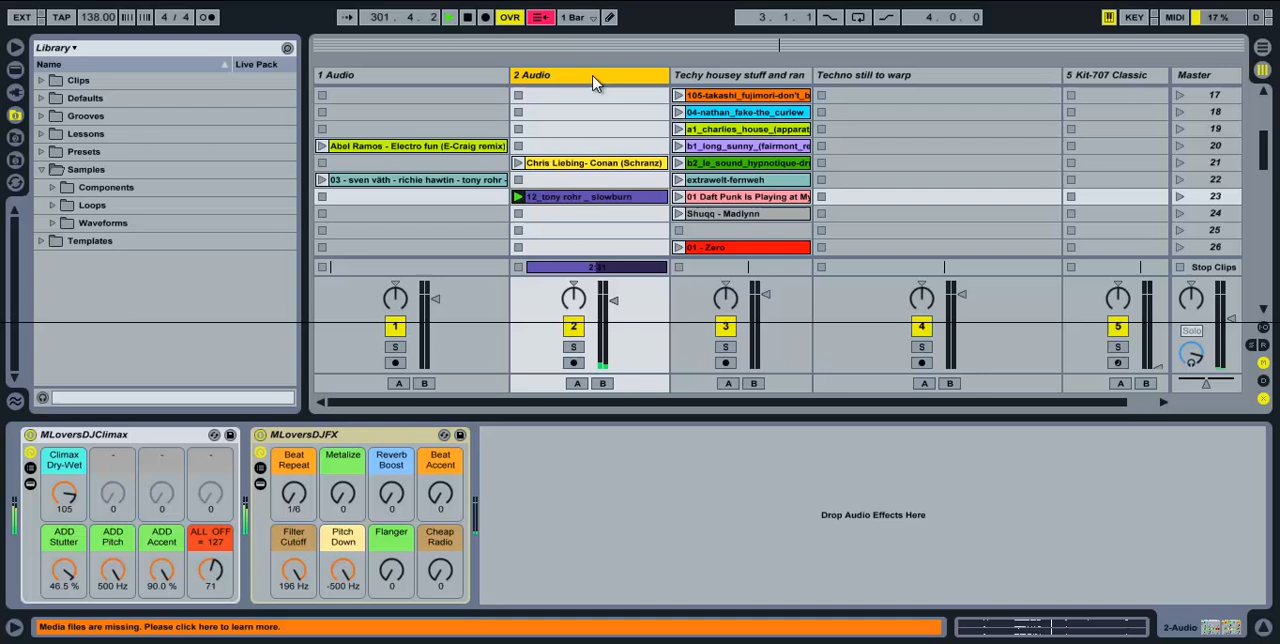 EXT TAP 138.00 4 / 4 301. 4. 2 OVR 1 Bar 3. 1. 1 4. 0. 0 KEY MIDI 17 % D
Library
Name Live Pack
Clips
Defaults
Grooves
Lessons
Presets
Samples
Components
Loops
Waveforms
Templates
1 Audio 2 Audio Techy housey stuff and ran Techno still to warp 5 Kit-707 Classic Master
105-takashi_fujimori-don't_b 17
04-nathan_fake-the_curlew 18
a1_charlies_house_(apparat 19
Abel Ramos - Electro fun (E-Craig remix) b1_long_sunny_(fairmont_re 20
Chris Liebing- Conan (Schranz) b2_le_sound_hypnotique-dr 21
03 - sven väth - richie hawtin - tony rohr - extrawelt-fernweh 22
12_tony rohr _ slowburn 01 Daft Punk Is Playing at My 23
Shuqq - Madlynn 24
25
01 - Zero 26
2:31 Stop Clips
1 2 3 4 5 Solo
S S S S S
A B A B A B A B A B
MLoversDJClimax MLoversDJFX
Climax Dry-Wet - - - Beat Repeat Metalize Reverb Boost Beat Accent
105 0 0 0 1/6 0 0 0
Drop Audio Effects Here
ADD Stutter ADD Pitch ADD Accent ALL OFF = 127 Filter Cutoff Pitch Down Flanger Cheap Radio
46.5 % 500 Hz 90.0 % 71 196 Hz -500 Hz 0 0
Media files are missing. Please click here to learn more. 2-Audio